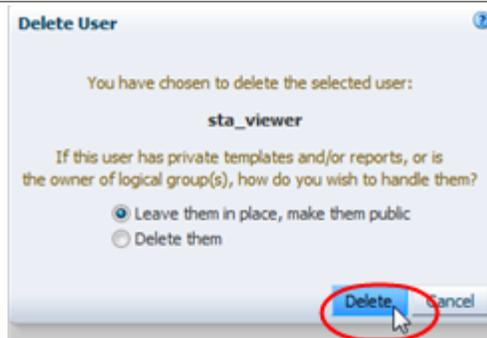 Delete User
You have chosen to delete the selected user:
sta_viewer
If this user has private templates and/or reports, or is
the owner of logical group(s), how do you wish to handle them?
Leave them in place, make them public
Delete them
Delete Cancel